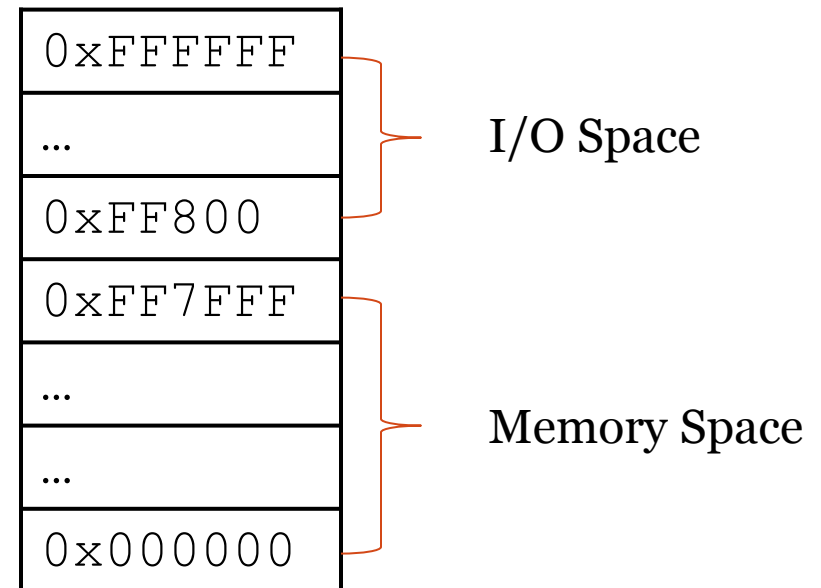 0xFFFFFF
…
I/O Space
0xFF800
0xFF7FFF
…
Memory Space
…
0x000000